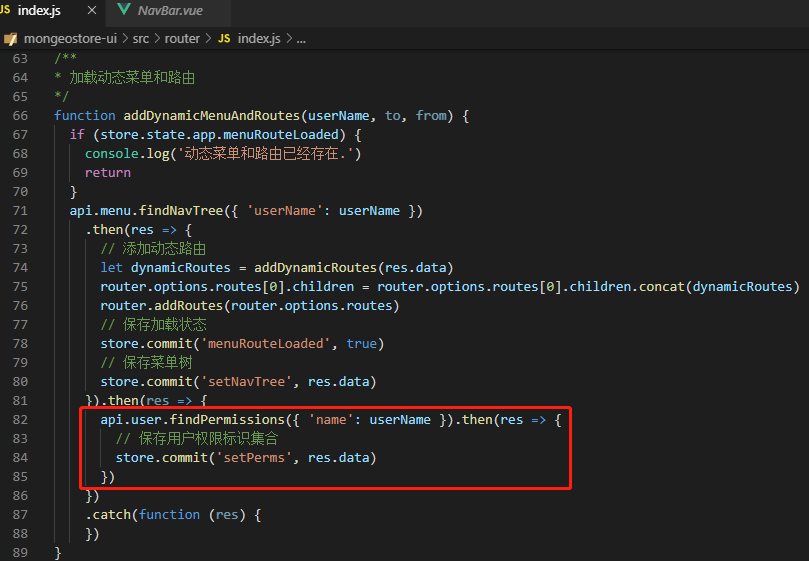 JS index.js × NavBar.vue
mongeostore-ui > src > router > JS index.js > ...
63 /**
64 * 加载动态菜单和路由
65 */
66 function addDynamicMenuAndRoutes(userName, to, from) {
67 if (store.state.app.menuRouteLoaded) {
68 console.log('动态菜单和路由已经存在.')
69 return
70 }
71 api.menu.findNavTree({ 'userName': userName })
72 .then(res => {
73 // 添加动态路由
74 let dynamicRoutes = addDynamicRoutes(res.data)
75 router.options.routes[0].children = router.options.routes[0].children.concat(dynamicRoutes)
76 router.addRoutes(router.options.routes)
77 // 保存加载状态
78 store.commit('menuRouteLoaded', true)
79 // 保存菜单树
80 store.commit('setNavTree', res.data)
81 }).then(res => {
82 api.user.findPermissions({ 'name': userName }).then(res => {
83 // 保存用户权限标识集合
84 store.commit('setPerms', res.data)
85 })
86 })
87 .catch(function (res) {
88 })
89 }